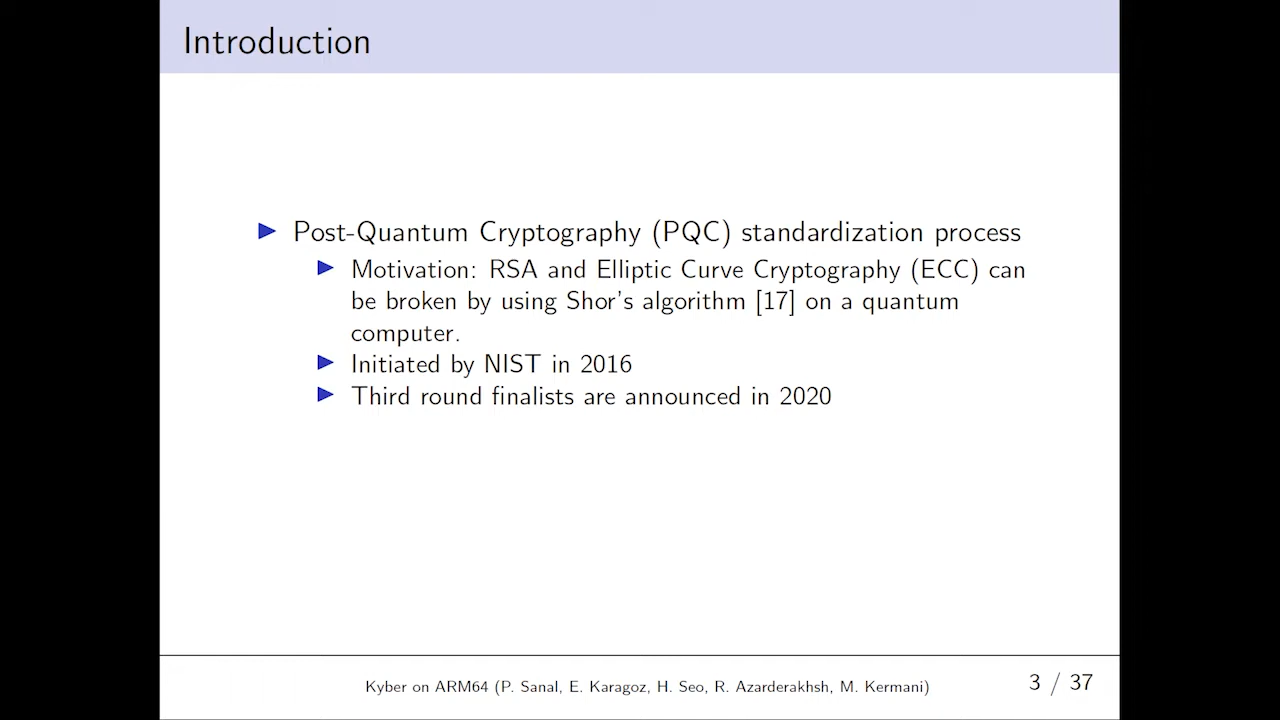 Introduction
Post-Quantum Cryptography (PQC) standardization process
Motivation: RSA and Elliptic Curve Cryptography (ECC) can
be broken by using Shor's algorithm [17] on a quantum
computer.
Initiated by NIST in 2016
Third round finalists are announced in 2020
Kyber on ARM64 (P. Sanal, E. Karagoz, H. Seo, R. Azarderakhsh, M. Kermani)
3 / 37